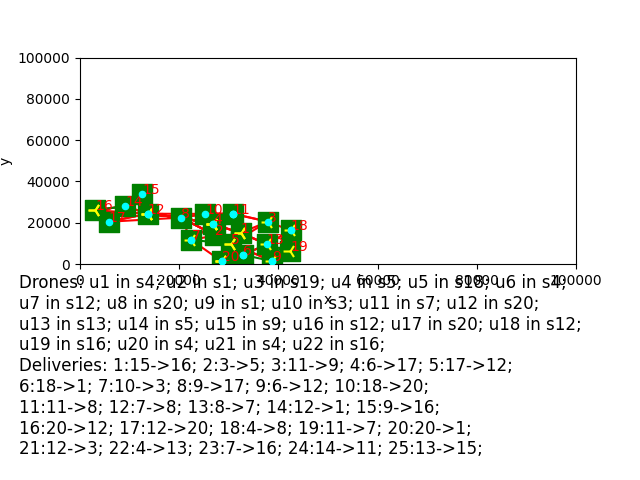 100000
80000
60000
40000
20000
0
y
0 20000 40000 60000 80000 100000
x
Drones: u1 in s4; u2 in s1; u3 in s19; u4 in s5; u5 in s18; u6 in s4;
u7 in s12; u8 in s20; u9 in s1; u10 in s3; u11 in s7; u12 in s20;
u13 in s13; u14 in s5; u15 in s9; u16 in s12; u17 in s20; u18 in s12;
u19 in s16; u20 in s4; u21 in s4; u22 in s16;
Deliveries: 1:15->16; 2:3->5; 3:11->9; 4:6->17; 5:17->12;
6:18->1; 7:10->3; 8:9->17; 9:6->12; 10:18->20;
11:11->8; 12:7->8; 13:8->7; 14:12->1; 15:9->16;
16:20->12; 17:12->20; 18:4->8; 19:11->7; 20:20->1;
21:12->3; 22:4->13; 23:7->16; 24:14->11; 25:13->15;